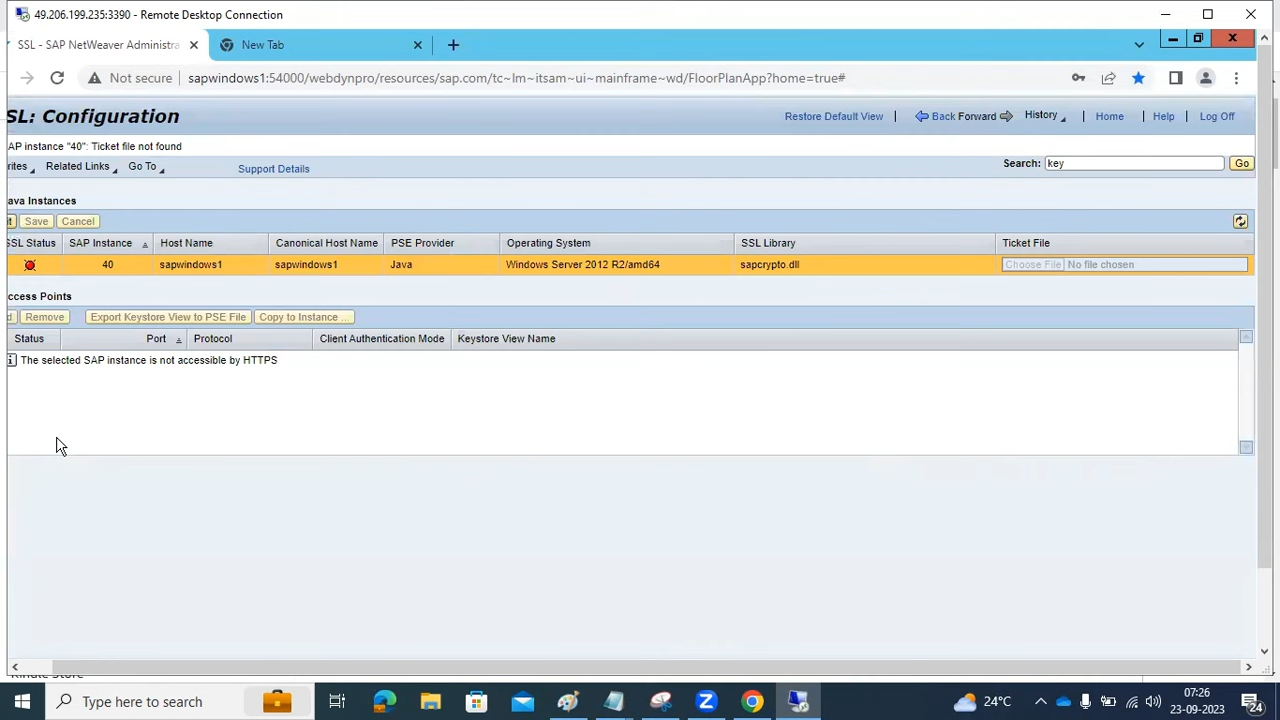 49.206.199.235:3390 - Remote Desktop Connection
SSL - SAP NetWeaver Administra
New Tab
Not secure
sapwindows1:54000/webdynpro/resources/sap.com/tc~lm~itsam~ui~mainframe~wd/FloorPlanApp?home=true#
SL: Configuration
Restore Default View
Back Forward
History
Home
Help
Log Off
AP instance "40": Ticket file not found
rites
Related Links
Go To
Support Details
Search:
key
Go
ava Instances
it
Save
Cancel
SSL Status
SAP Instance
Host Name
Canonical Host Name
PSE Provider
Operating System
SSL Library
Ticket File
40
sapwindows1
sapwindows1
Java
Windows Server 2012 R2/amd64
sapcrypto.dll
Choose File
No file chosen
ccess Points
d
Remove
Export Keystore View to PSE File
Copy to Instance ...
Status
Port
Protocol
Client Authentication Mode
Keystore View Name
The selected SAP instance is not accessible by HTTPS
Type here to search
24°C
07:26
23-09-2023
24